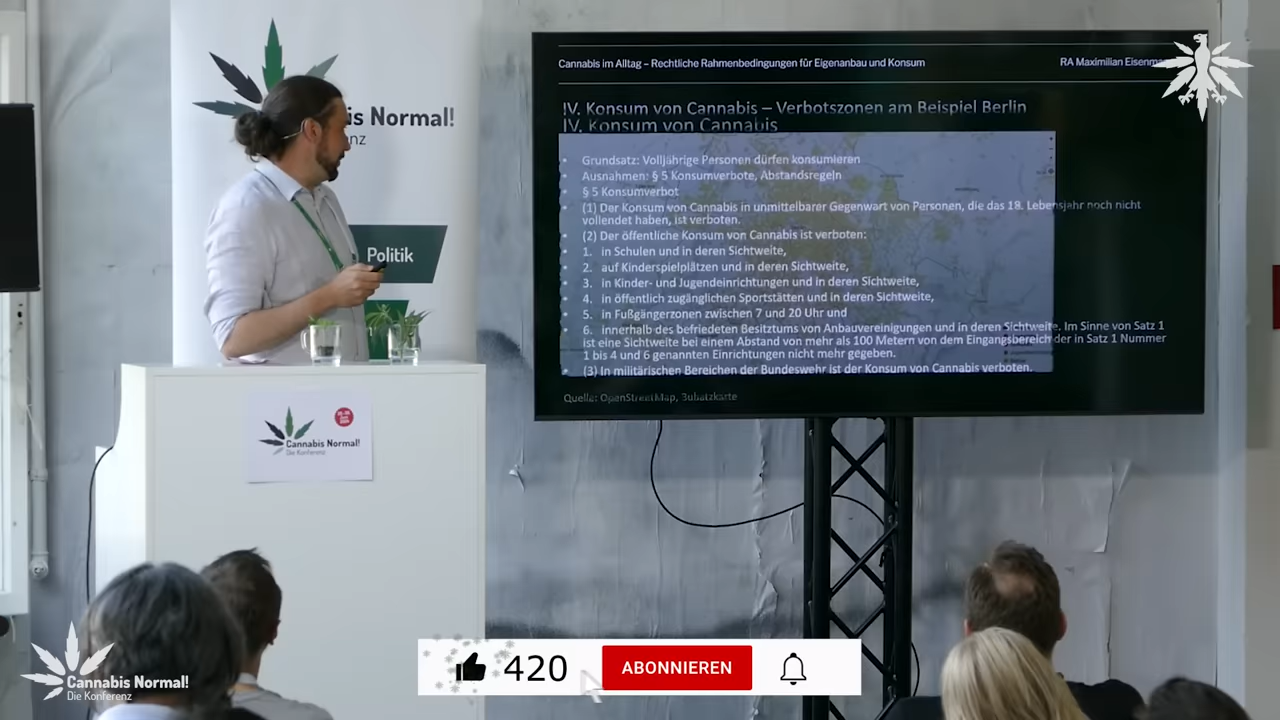 is Normal!
nz
Politik
Cannabis im Alltag – Rechtliche Rahmenbedingungen für Eigenanbau und Konsum
RA Maximilian
IV. Konsum von Cannabis – Verbotszonen am Beispiel Berlin
IV. Konsum von Cannabis
• Grundsatz: Volljährige Personen dürfen konsumieren
• Ausnahmen: § 5 Konsumverbote, Abstandsregeln
• § 5 Konsumverbot
• (1) Der Konsum von Cannabis in unmittelbarer Gegenwart von Personen, die das 18. Lebensjahr noch nicht
vollendet haben, ist verboten.
• (2) Der öffentliche Konsum von Cannabis ist verboten:
1. in Schulen und in deren Sichtweite,
2. auf Kinderspielplätzen und in deren Sichtweite,
3. in Kinder- und Jugendeinrichtungen und in deren Sichtweite,
4. in öffentlich zugänglichen Sportstätten und in deren Sichtweite,
5. in Fußgängerzonen zwischen 7 und 20 Uhr und
6. innerhalb des befriedeten Besitztums von Anbauvereinigungen und in deren Sichtweite. Im Sinne von Satz 1
ist eine Sichtweite bei einem Abstand von mehr als 100 Metern von dem Eingangsbereich der in Satz 1 Nummer
1 bis 4 und 6 genannten Einrichtungen nicht mehr gegeben.
• (3) In militärischen Bereichen der Bundeswehr ist der Konsum von Cannabis verboten.
Quelle: OpenStreetMap, Bubatzkarte
Cannabis Normal!
Die Konferenz
420
ABONNIEREN
Cannabis Normal!
Die Konferenz